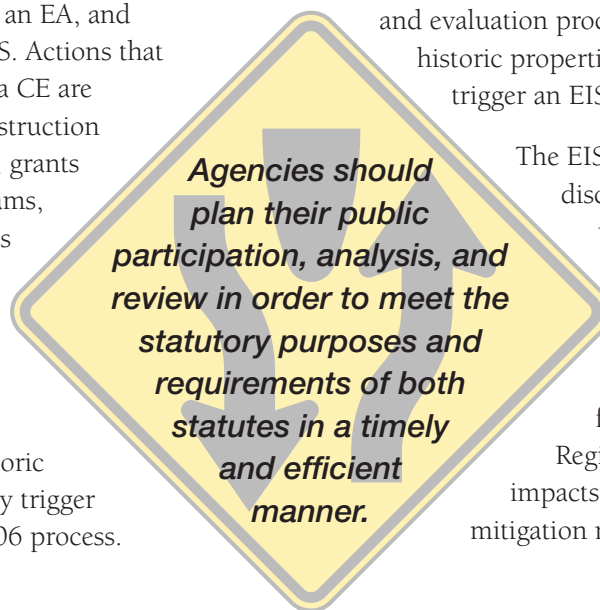 an EA, and
S. Actions that
a CE are
struction
grants
ams,
s
oric
y trigger
06 process.
Agencies should
plan their public
participation, analysis, and
review in order to meet the
statutory purposes and
requirements of both
statutes in a timely
and efficient
manner.
and evaluation proc
historic properti
trigger an EIS
The EIS
disc
f
Regi
impacts
mitigation